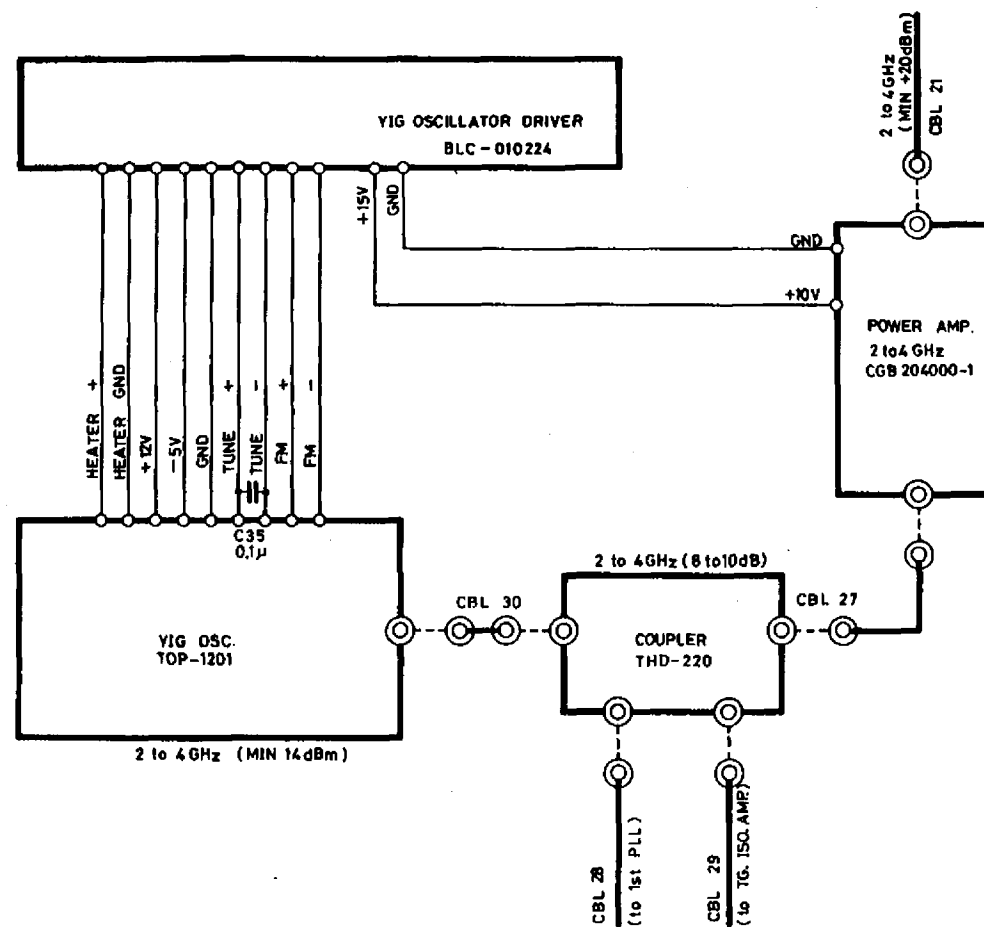 YIG OSCILLATOR DRIVER
BLC-010224
2 to 4GHz
(MIN +20dBm)
CBL 21
+15V
GND
GND
+10V
POWER AMP.
2 to 4 GHz
CGB 204000-1
HEATER +
HEATER GND
+12V
-5V
GND
TUNE +
TUNE -
FM +
FM -
C35
0.1μ
YIG OSC.
TOP-1201
2 to 4GHz (MIN 14dBm)
CBL 30
2 to 4GHz (8 to 10dB)
COUPLER
THD-220
CBL 27
CBL 28
(to 1st PLL)
CBL 29
(to TG. ISO. AMP.)